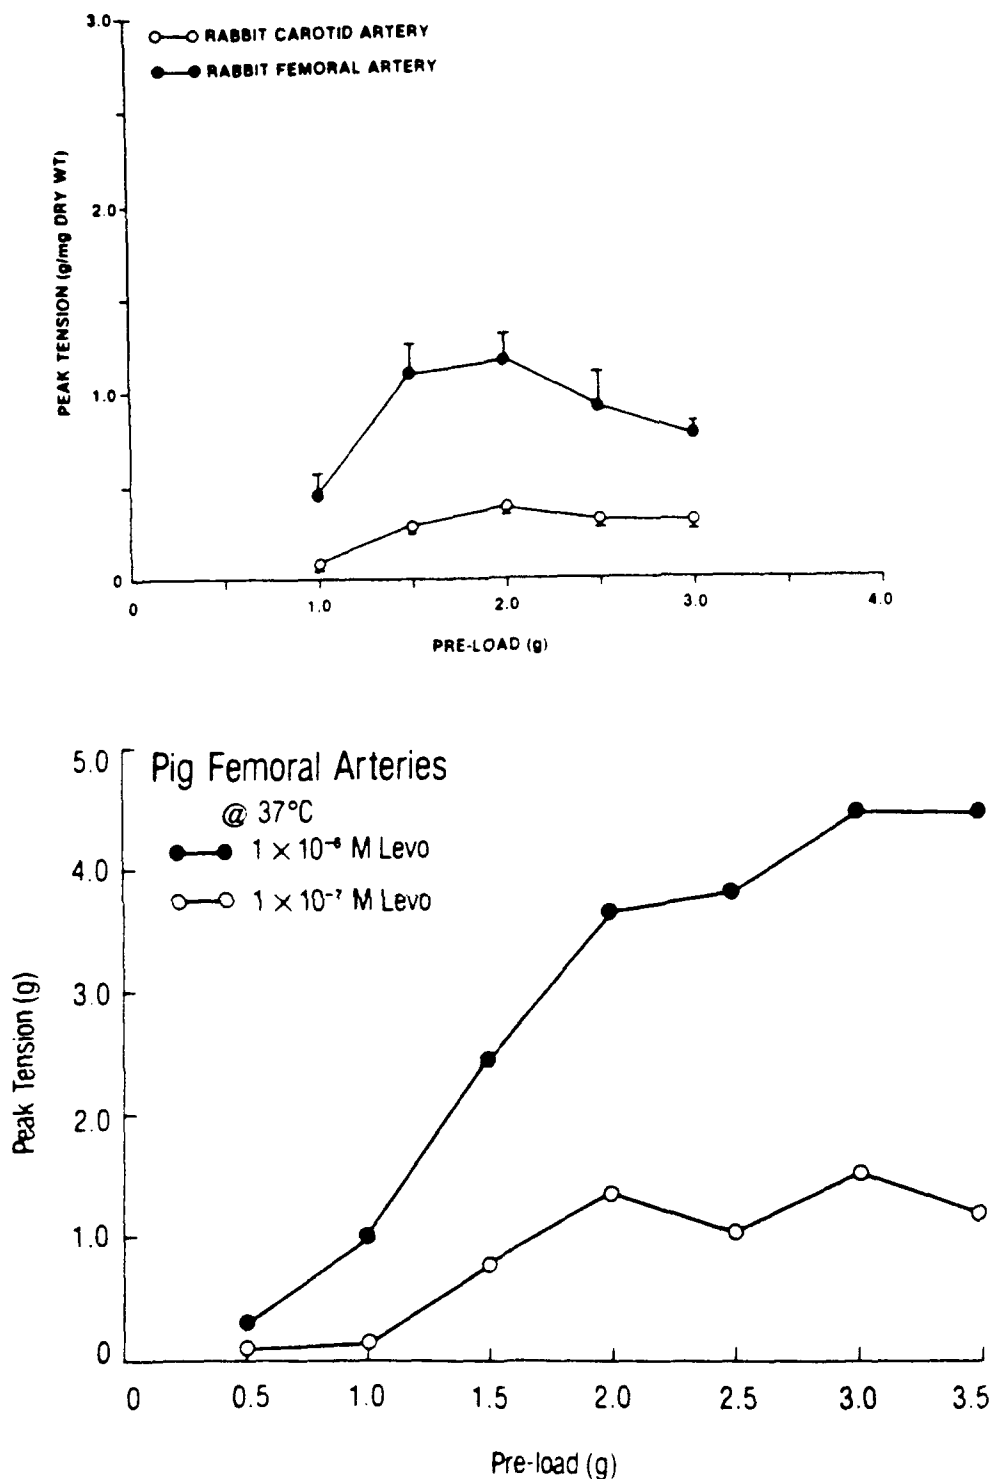 3.0
RABBIT CAROTID ARTERY
RABBIT FEMORAL ARTERY
PEAK TENSION (g/mg DRY WT)
2.0
1.0
0
0 1.0 2.0 3.0 4.0
PRE-LOAD (g)
5.0
Pig Femoral Arteries
@ 37°C
1 × 10⁻⁶ M Levo
4.0
1 × 10⁻⁷ M Levo
Peak Tension (g)
3.0
2.0
1.0
0
0 0.5 1.0 1.5 2.0 2.5 3.0 3.5
Pre-load (g)